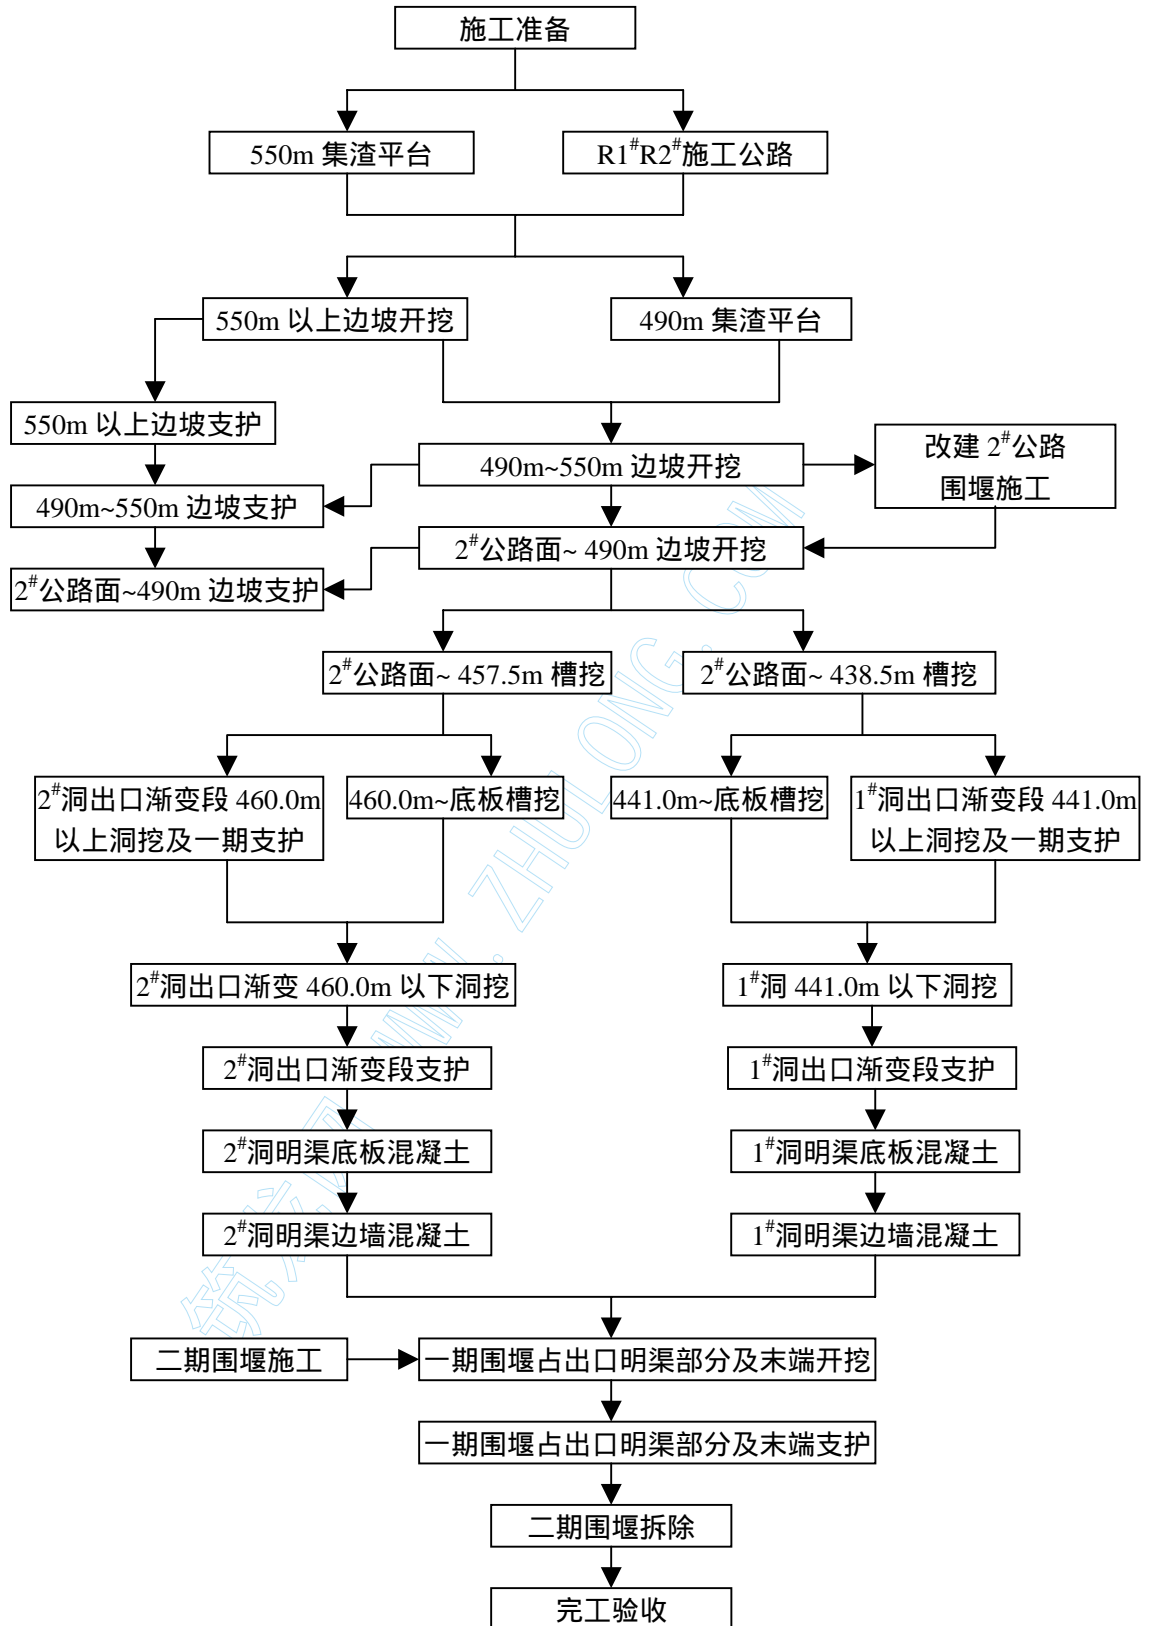 施工准备
550m 集渣平台
R1#R2#施工公路
550m 以上边坡开挖
490m 集渣平台
550m 以上边坡支护
490m~550m 边坡开挖
改建 2#公路
围堰施工
490m~550m 边坡支护
2#公路面~ 490m 边坡开挖
2#公路面~490m 边坡支护
2#公路面~ 457.5m 槽挖
2#公路面~ 438.5m 槽挖
2#洞出口渐变段 460.0m
以上洞挖及一期支护
460.0m~底板槽挖
441.0m~底板槽挖
1#洞出口渐变段 441.0m
以上洞挖及一期支护
2#洞出口渐变 460.0m 以下洞挖
1#洞 441.0m 以下洞挖
2#洞出口渐变段支护
1#洞出口渐变段支护
2#洞明渠底板混凝土
1#洞明渠底板混凝土
2#洞明渠边墙混凝土
1#洞明渠边墙混凝土
二期围堰施工
一期围堰占出口明渠部分及末端开挖
一期围堰占出口明渠部分及末端支护
二期围堰拆除
完工验收
筑龙网 WWW.ZHULONG.COM